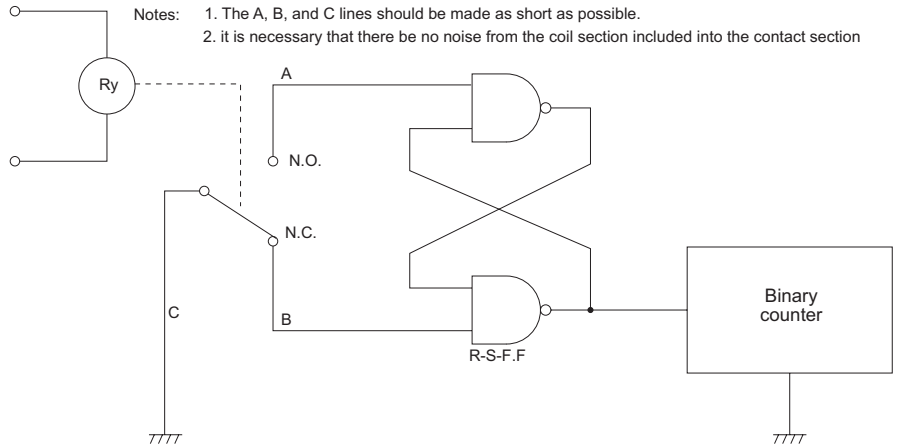 Notes: 1. The A, B, and C lines should be made as short as possible.
2. it is necessary that there be no noise from the coil section included into the contact section
Ry
A
N.O.
N.C.
C
B
R-S-F.F
Binary
counter